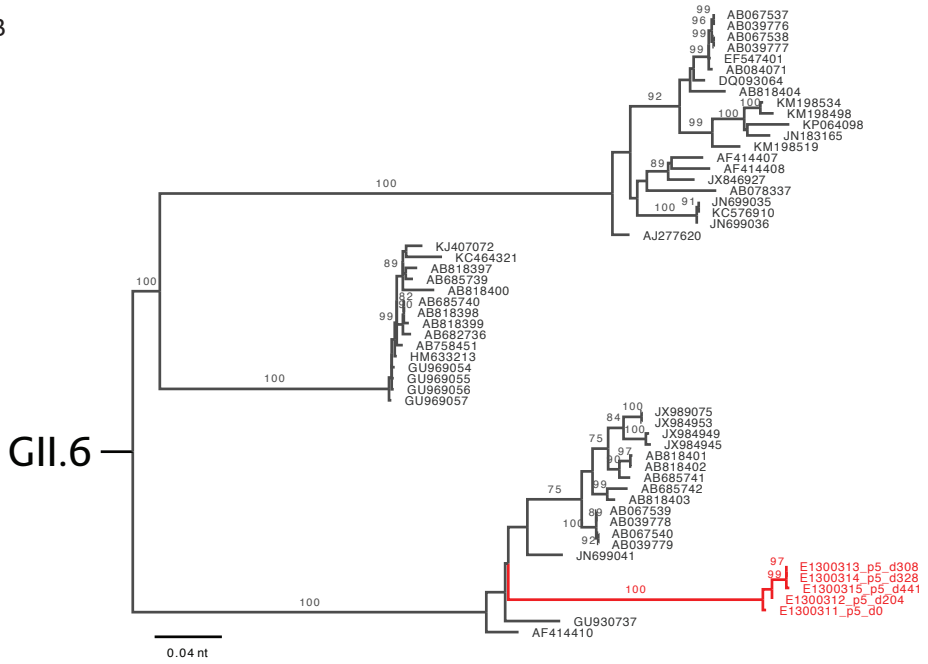 99
AB067537
96
AB039776
99
AB067538
AB039777
99
EF547401
AB084071
DQ093064
AB818404
92
100
KM198534
100
KM198498
99
KP064098
JN183165
KM198519
AF414407
89
AF414408
JX846927
AB078337
100
91
JN699035
KC576910
JN699036
AJ277620
100
100
KJ407072
KC464321
89
AB818397
AB685739
AB818400
82
90
AB685740
AB818398
99
AB818399
AB682736
AB758451
HM633213
GU969054
GU969055
GU969056
GU969057
100
GII.6
100
JX989075
84
JX984953
100
JX984949
75
JX984945
97
AB818401
90
AB818402
AB685741
99
AB685742
AB818403
75
89
AB067539
100
AB039778
AB067540
92
AB039779
JN699041
97
E1300313_p5_d308
99
E1300314_p5_d328
E1300315_p5_d441
100
E1300312_p5_d204
E1300311_p5_d0
100
GU930737
AF414410
0.04 nt